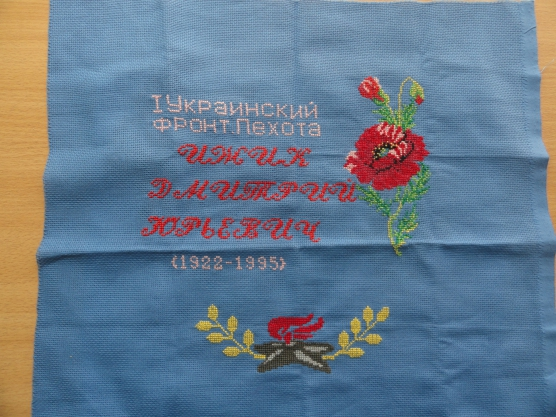 I Украинский
фронт.Пехота
ИЖИК
ДМИТРИЙ
ЮРЬЕВИЧ
(1922-1995)